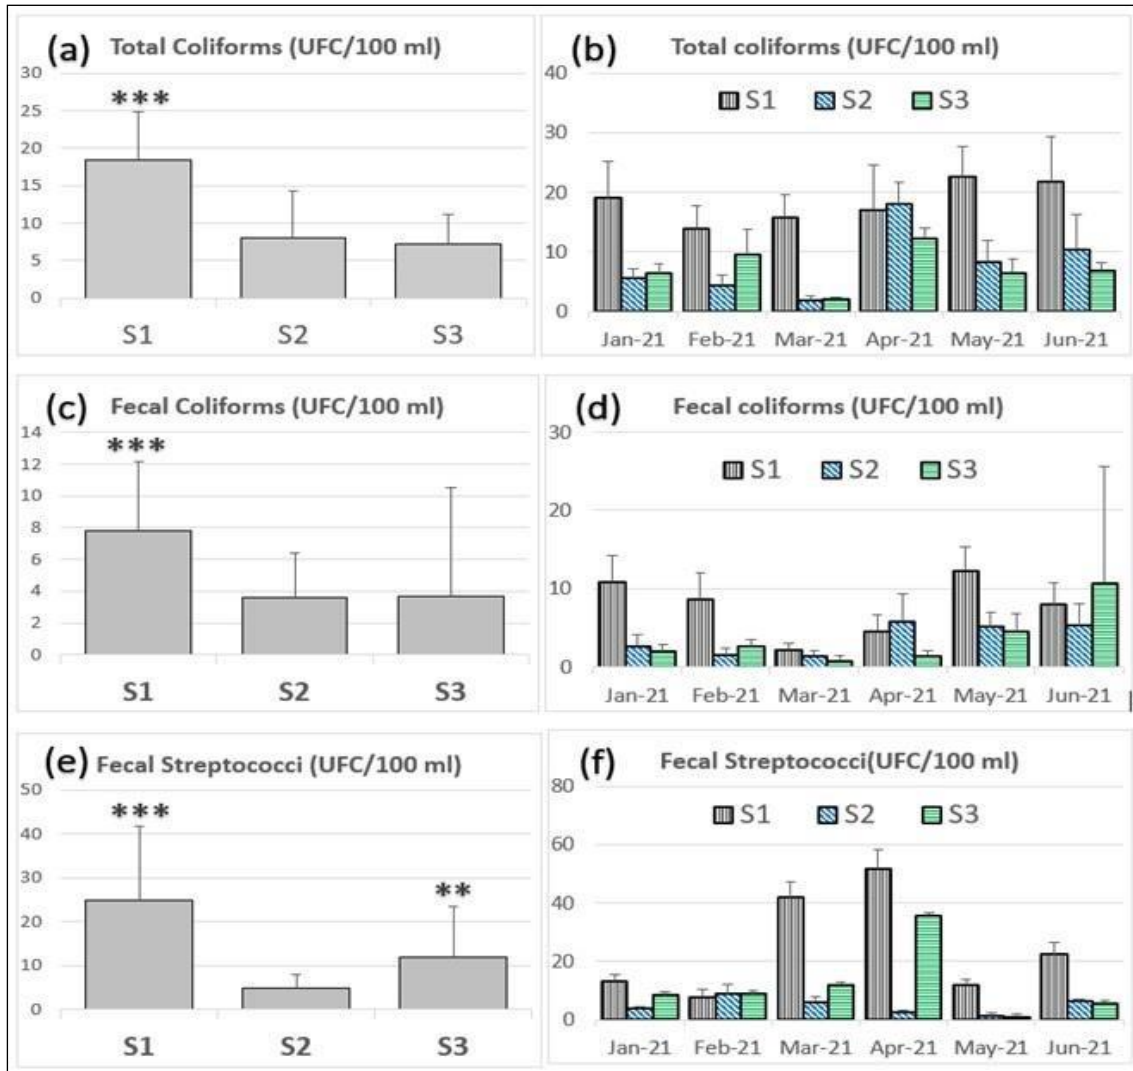 (a) Total Coliforms (UFC/100 ml)
30
25
20
15
10
5
0
***
S1 S2 S3
(b) Total coliforms (UFC/100 ml)
40
30
20
10
0
S1 S2 S3
Jan-21 Feb-21 Mar-21 Apr-21 May-21 Jun-21
(c) Fecal Coliforms (UFC/100 ml)
14
12
10
8
6
4
2
0
***
S1 S2 S3
(d) Fecal coliforms (UFC/100 ml)
30
20
10
0
S1 S2 S3
Jan-21 Feb-21 Mar-21 Apr-21 May-21 Jun-21
(e) Fecal Streptococci (UFC/100 ml)
50
40
30
20
10
0
***
**
S1 S2 S3
(f) Fecal Streptococci(UFC/100 ml)
80
60
40
20
0
S1 S2 S3
Jan-21 Feb-21 Mar-21 Apr-21 May-21 Jun-21